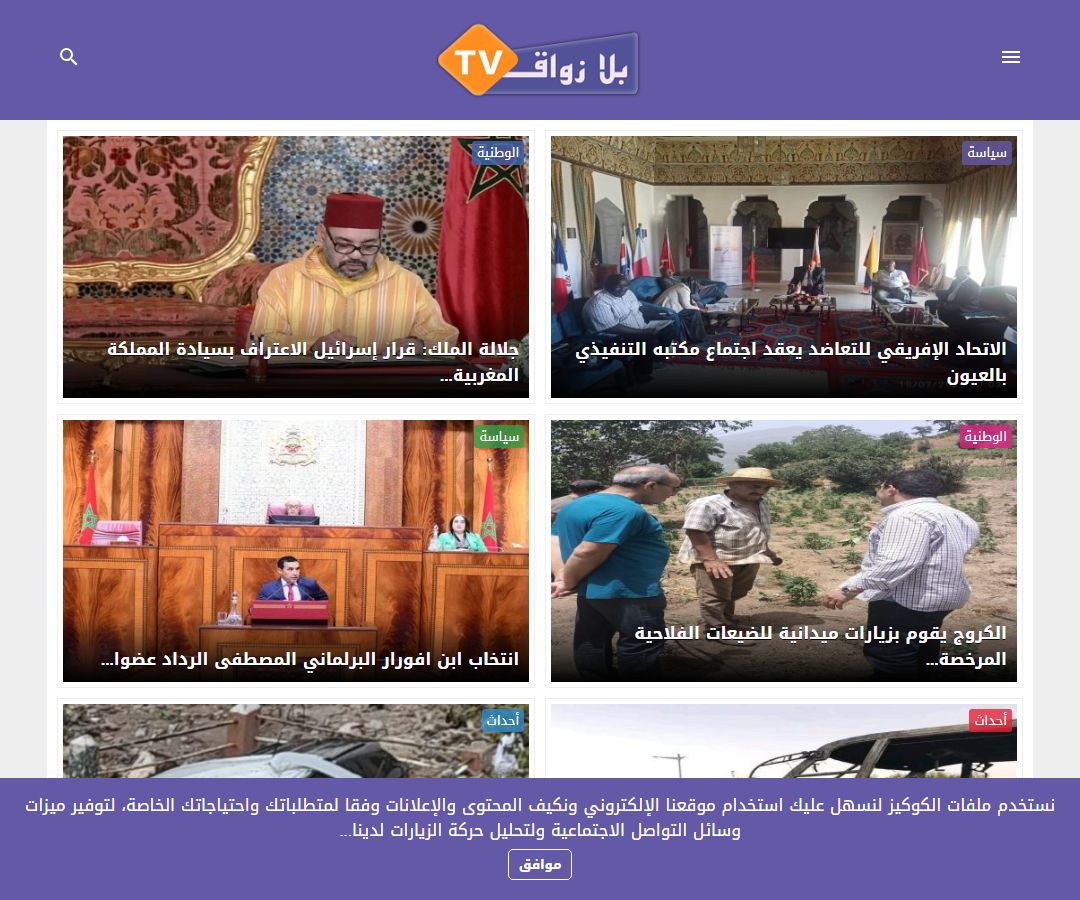 بلا زواق TV
سياسة
الاتحاد الإفريقي للتعاضد يعقد اجتماع مكتبه التنفيذي
بالعيون
الوطنية
جلالة الملك: قرار إسرائيل الاعتراف بسيادة المملكة
المغربية...
الوطنية
الكروج يقوم بزيارات ميدانية للضيعات الفلاحية
المرخصة...
سياسة
انتخاب ابن افورار البرلماني المصطفى الرداد عضوا...
أحداث
أحداث
نستخدم ملفات الكوكيز لنسهل عليك استخدام موقعنا الإلكتروني ونكيف المحتوى والإعلانات وفقا لمتطلباتك واحتياجاتك الخاصة، لتوفير ميزات
وسائل التواصل الاجتماعية ولتحليل حركة الزيارات لدينا...
موافق